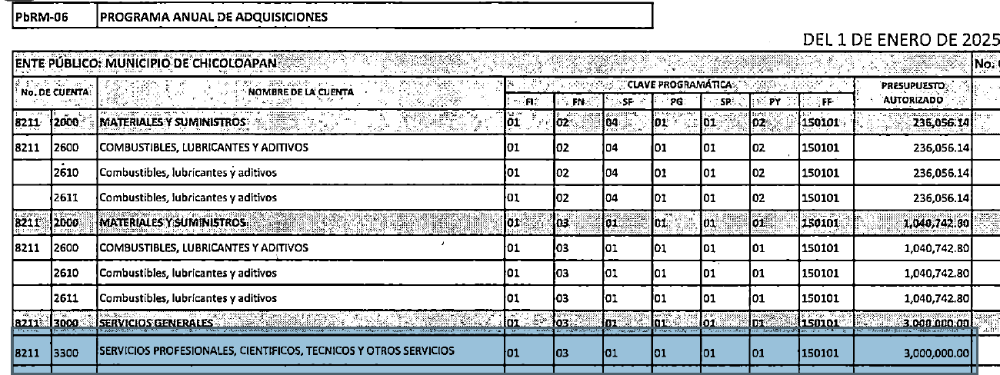 PbRM-06 PROGRAMA ANUAL DE ADQUISICIONES
DEL 1 DE ENERO DE 2025
ENTE PÚBLICO: MUNICIPIO DE CHICOLOAPAN No.
No. DE CUENTA NOMBRE DE LA CUENTA CLAVE PROGRAMÁTICA PRESUPUESTO AUTORIZADO
FI FN SF PG SP PY FF
8211 2000 MATERIALES Y SUMINISTROS 01 02 04 01 01 02 150101 236,056.14
8211 2600 COMBUSTIBLES, LUBRICANTES Y ADITIVOS 01 02 04 01 01 02 150101 236,056.14
2610 Combustibles, lubricantes y aditivos 01 02 04 01 01 02 150101 236,056.14
2611 Combustibles, lubricantes y aditivos 01 02 04 01 01 02 150101 236,056.14
8211 2000 MATERIALES Y SUMINISTROS 01 03 01 01 01 01 150101 1,040,742.80
8211 2600 COMBUSTIBLES, LUBRICANTES Y ADITIVOS 01 03 01 01 01 01 150101 1,040,742.80
2610 Combustibles, lubricantes y aditivos 01 03 01 01 01 01 150101 1,040,742.80
2611 Combustibles, lubricantes y aditivos 01 03 01 01 01 01 150101 1,040,742.80
8211 3000 SERVICIOS GENERALES 01 03 01 01 01 01 150101 3,000,000.00
8211 3300 SERVICIOS PROFESIONALES, CIENTIFICOS, TECNICOS Y OTROS SERVICIOS 01 03 01 01 01 01 150101 3,000,000.00